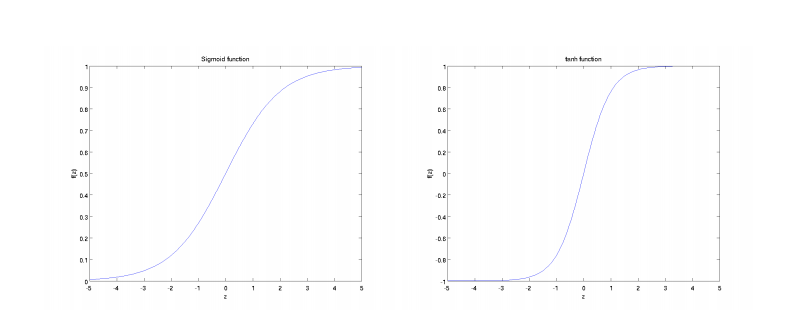 Sigmoid function
1
0.9
0.8
0.7
0.6
0.5
0.4
0.3
0.2
0.1
0
f(z)
-5 -4 -3 -2 -1 0 1 2 3 4 5
z
tanh function
1
0.8
0.6
0.4
0.2
0
-0.2
-0.4
-0.6
-0.8
-1
f(z)
-5 -4 -3 -2 -1 0 1 2 3 4 5
z